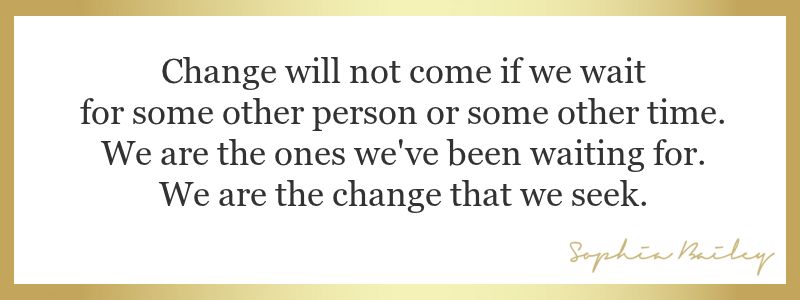 Change will not come if we wait
for some other person or some other time.
We are the ones we've been waiting for.
We are the change that we seek.
Sophia Bailey